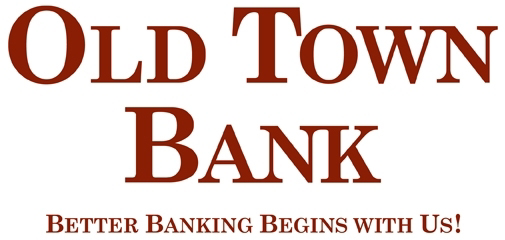 OLD TOWN
BANK
BETTER BANKING BEGINS WITH US!